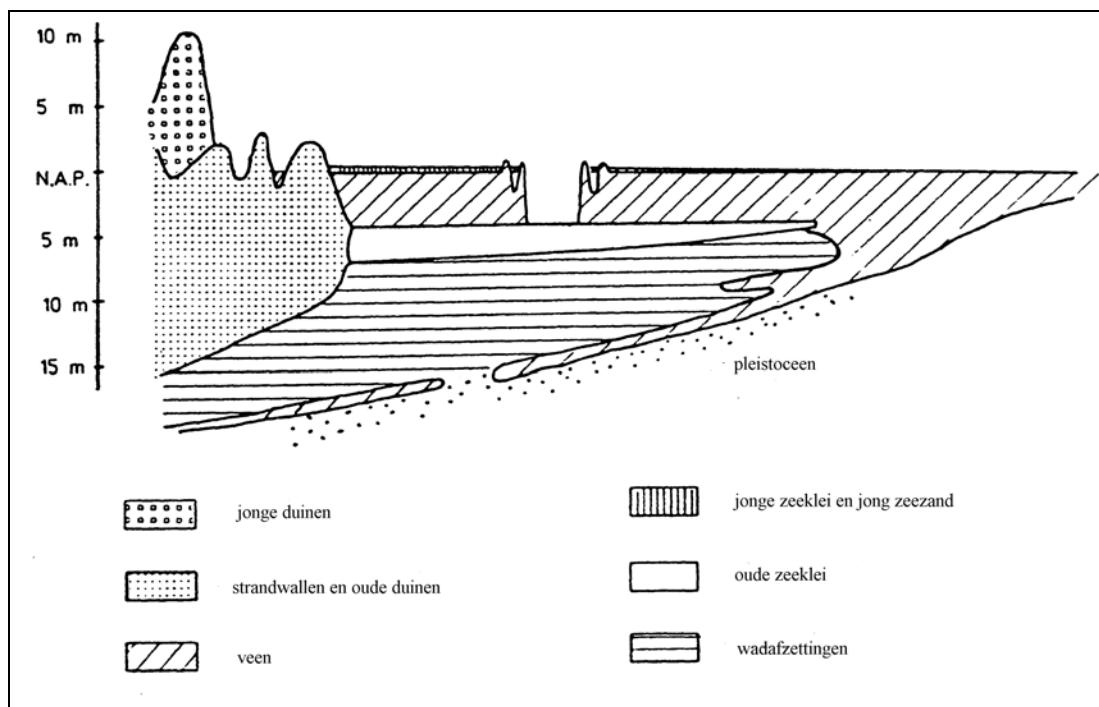 10 m
5 m
N.A.P.
5 m
10 m
15 m
pleistoceen
jonge duinen
jonge zeeklei en jong zeezand
strandwallen en oude duinen
oude zeeklei
veen
wadafzettingen